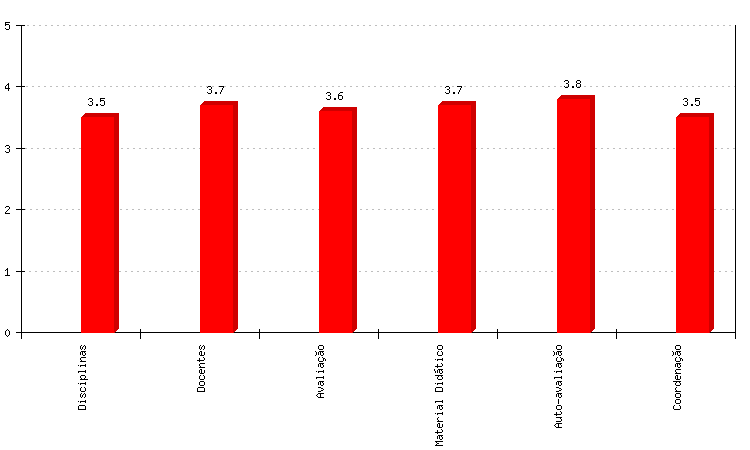 5
4
3
2
1
0
3.5
3.7
3.6
3.7
3.8
3.5
Disciplinas
Docentes
Avaliação
Material Didático
Auto-avaliação
Coordenação